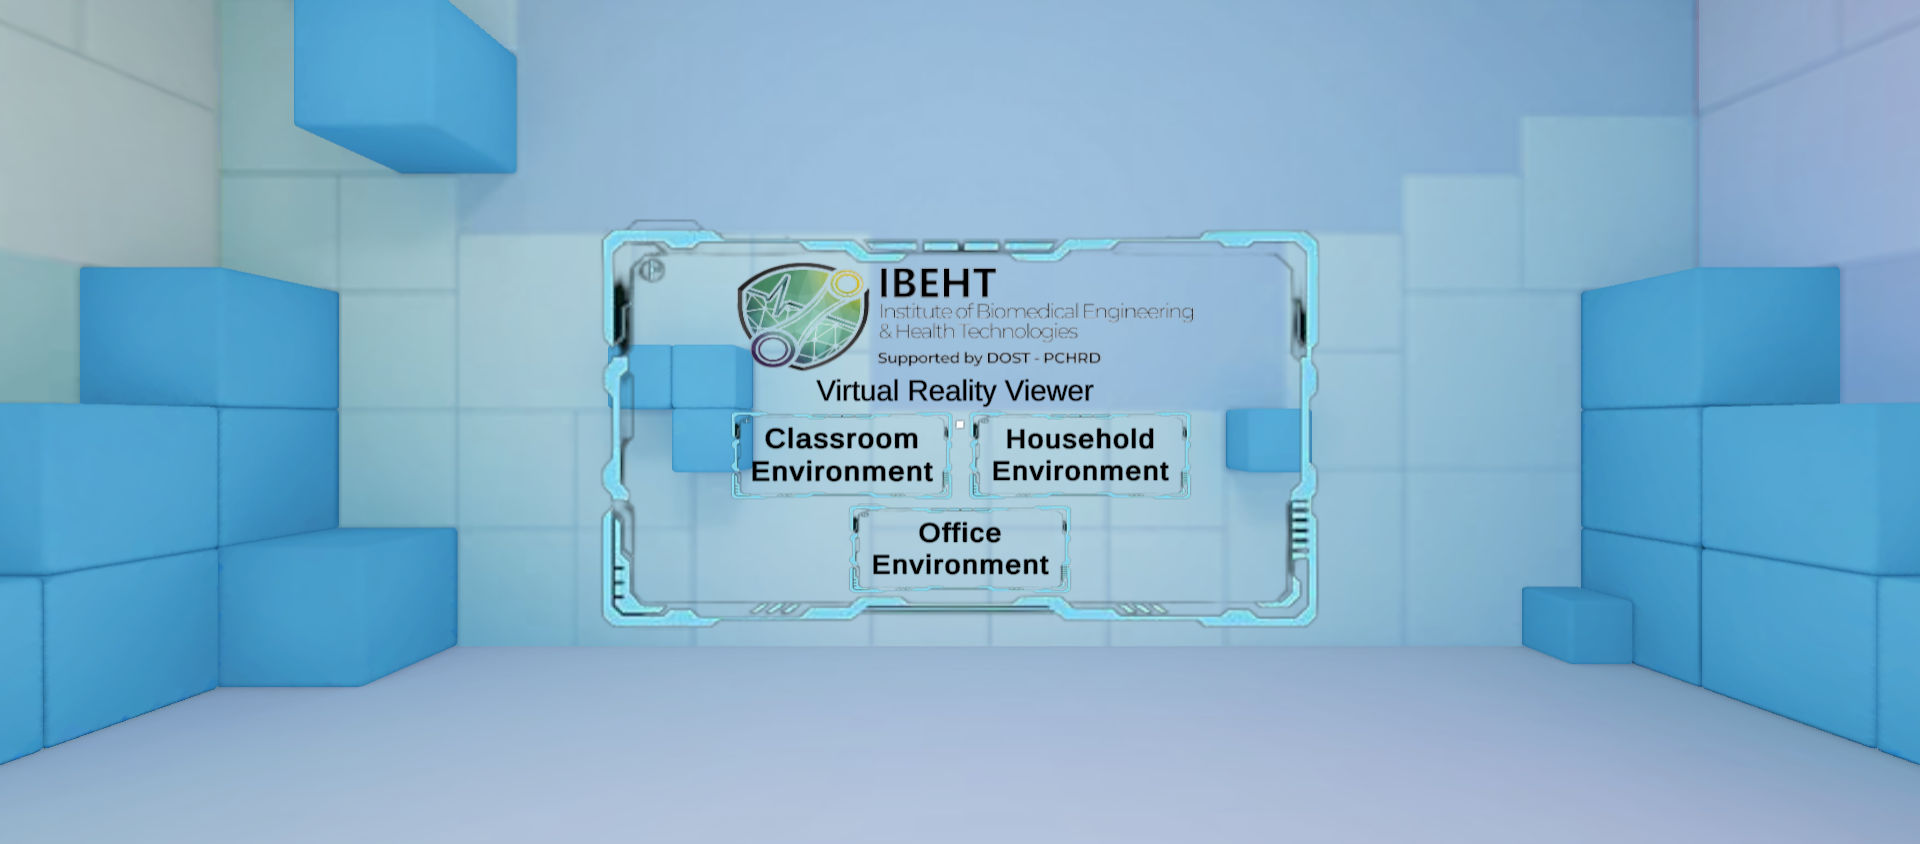 IBEHT
Institute of Biomedical Engineering
& Health Technologies
Supported by DOST - PCHRD
Virtual Reality Viewer
Classroom
Environment
Household
Environment
Office
Environment